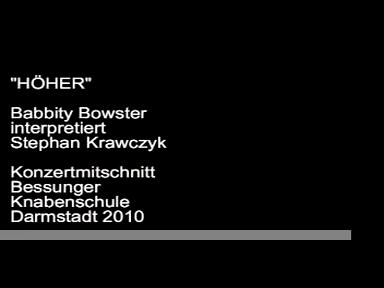 "HÖHER"
Babbity Bowster
interpretiert
Stephan Krawczyk
Konzertmitschnitt
Bessunger
Knabenschule
Darmstadt 2010